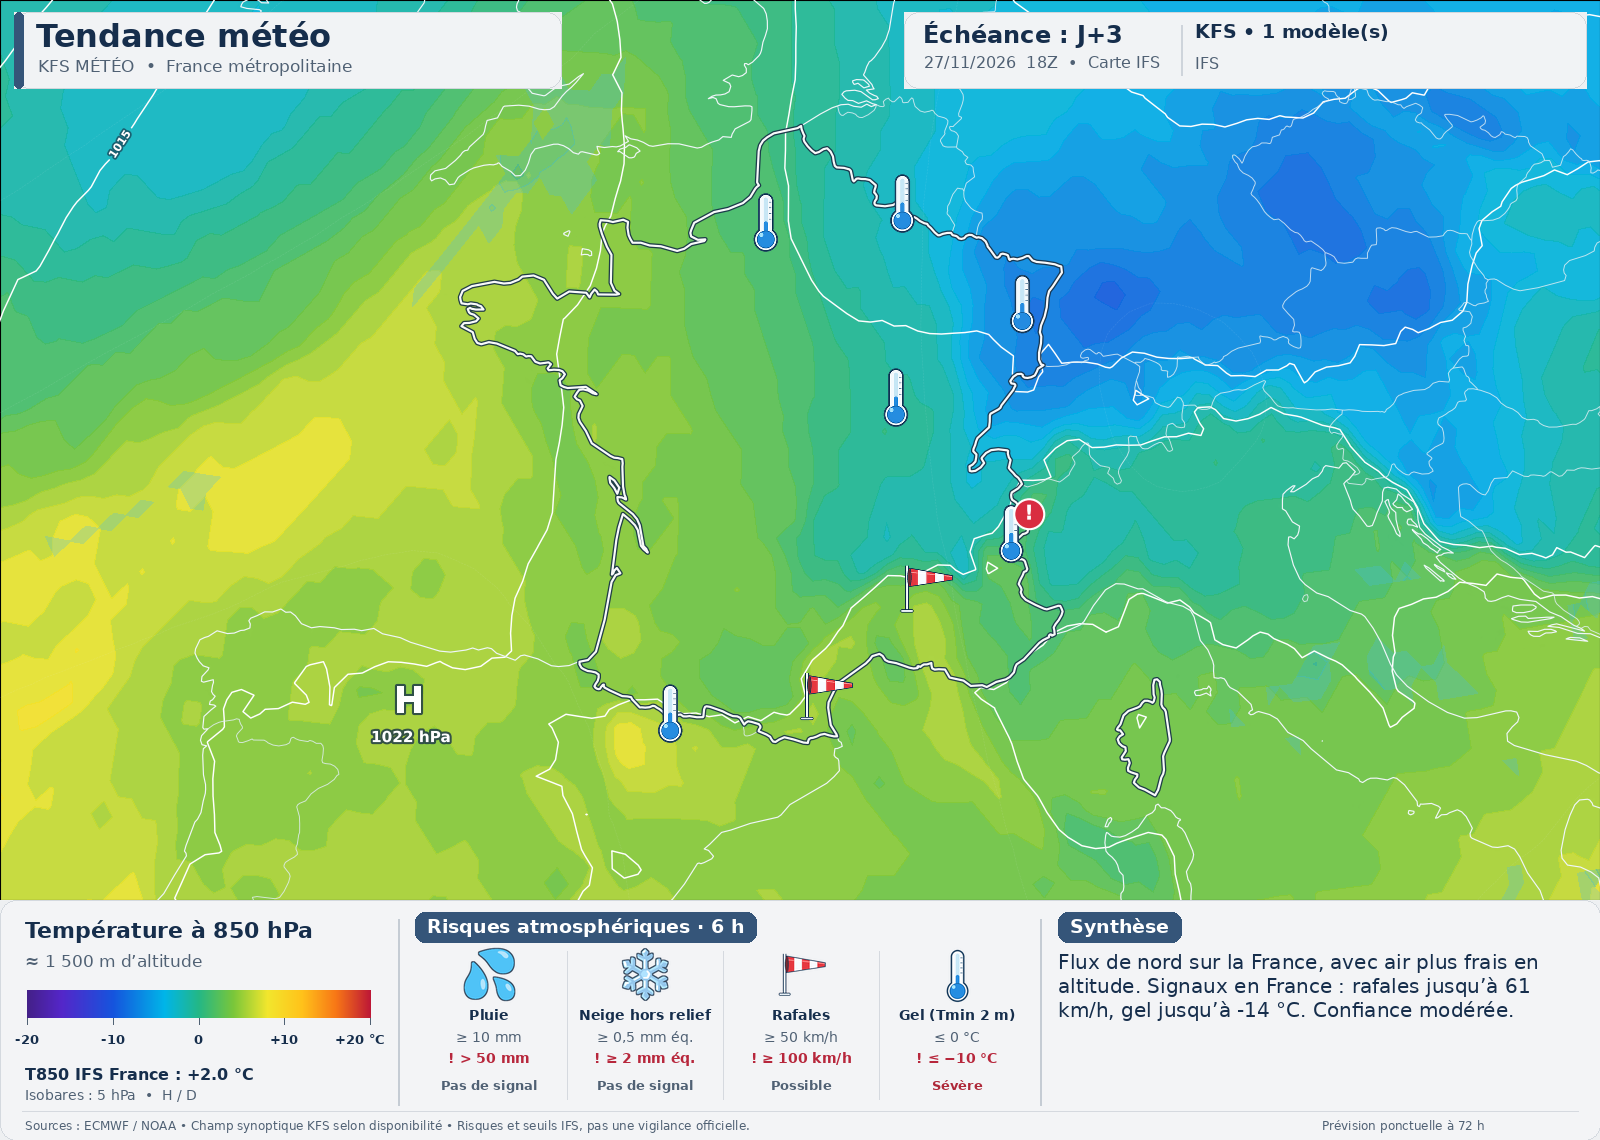 Tendance météo
KFS MÉTÉO • France métropolitaine
Échéance : J+3
27/11/2026 18Z • Carte IFS
KFS • 1 modèle(s)
IFS
1015
!
H
1022 hPa
Température à 850 hPa
≈ 1 500 m d’altitude
-20 -10 0 +10 +20 °C
T850 IFS France : +2.0 °C
Isobares : 5 hPa • H / D
Risques atmosphériques · 6 h
Pluie
≥ 10 mm
! > 50 mm
Pas de signal
Neige hors relief
≥ 0,5 mm éq.
! ≥ 2 mm éq.
Pas de signal
Rafales
≥ 50 km/h
! ≥ 100 km/h
Possible
Gel (Tmin 2 m)
≤ 0 °C
! ≤ −10 °C
Sévère
Synthèse
Flux de nord sur la France, avec air plus frais en
altitude. Signaux en France : rafales jusqu’à 61
km/h, gel jusqu’à -14 °C. Confiance modérée.
Sources : ECMWF / NOAA • Champ synoptique KFS selon disponibilité • Risques et seuils IFS, pas une vigilance officielle.
Prévision ponctuelle à 72 h